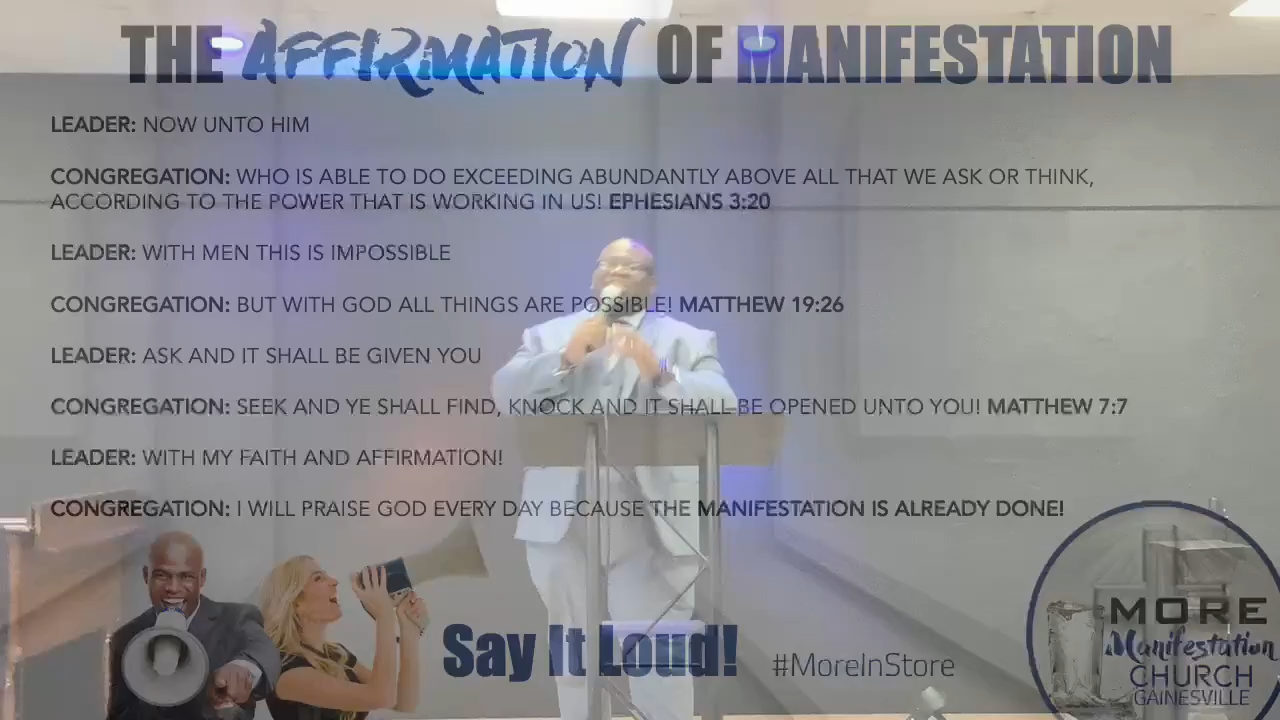 THE AFFIRMATION OF MANIFESTATION
LEADER: NOW UNTO HIM
CONGREGATION: WHO IS ABLE TO DO EXCEEDING ABUNDANTLY ABOVE ALL THAT WE ASK OR THINK,
ACCORDING TO THE POWER THAT IS WORKING IN US! EPHESIANS 3:20
LEADER: WITH MEN THIS IS IMPOSSIBLE
CONGREGATION: BUT WITH GOD ALL THINGS ARE POSSIBLE! MATTHEW 19:26
LEADER: ASK AND IT SHALL BE GIVEN YOU
CONGREGATION: SEEK AND YE SHALL FIND, KNOCK AND IT SHALL BE OPENED UNTO YOU! MATTHEW 7:7
LEADER: WITH MY FAITH AND AFFIRMATION!
CONGREGATION: I WILL PRAISE GOD EVERY DAY BECAUSE THE MANIFESTATION IS ALREADY DONE!
Say It Loud!
#MoreInStore
MORE
Manifestation
CHURCH
GAINESVILLE